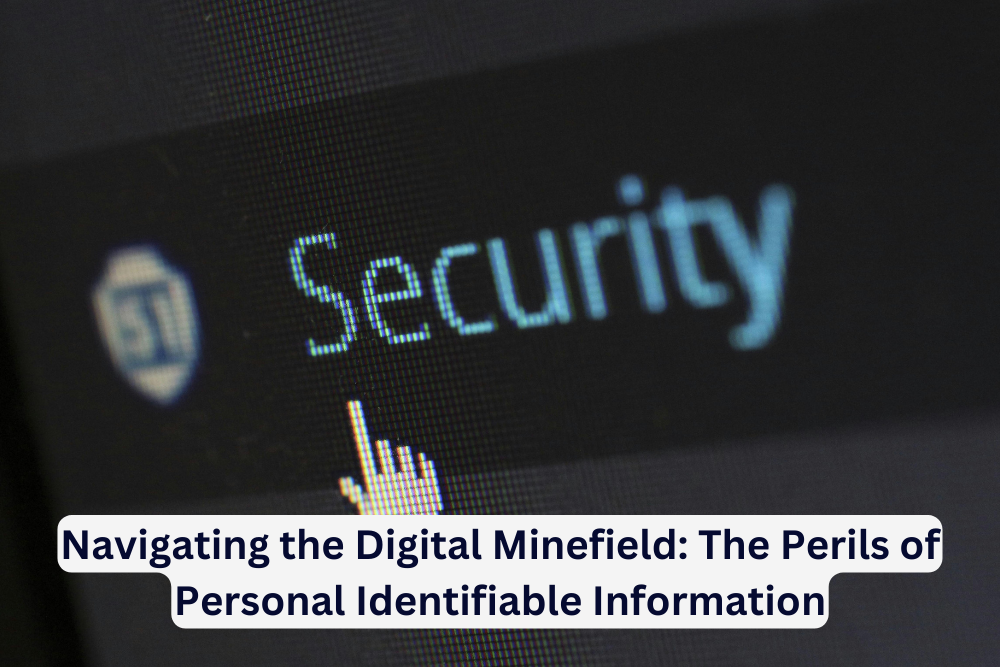 Security
Navigating the Digital Minefield: The Perils of
Personal Identifiable Information